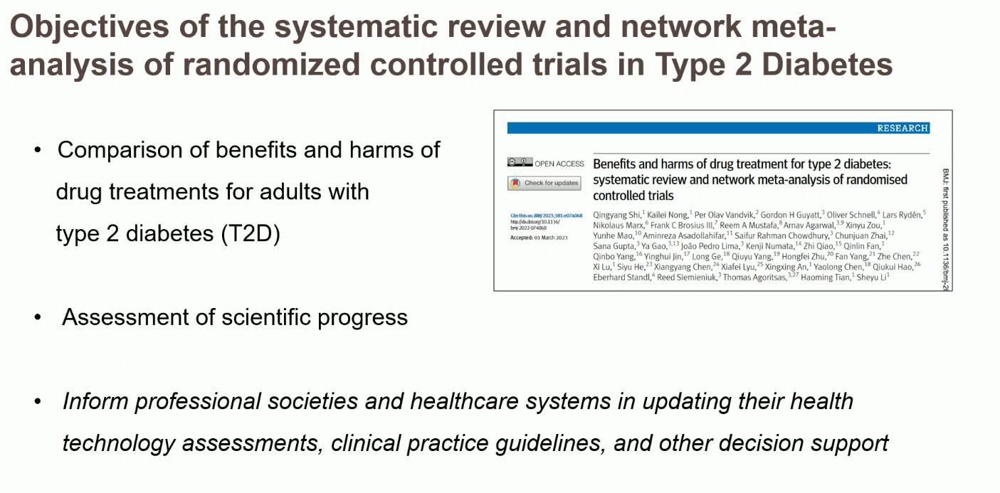 Objectives of the systematic review and network meta-
analysis of randomized controlled trials in Type 2 Diabetes
• Comparison of benefits and harms of
drug treatments for adults with
type 2 diabetes (T2D)
• Assessment of scientific progress
• Inform professional societies and healthcare systems in updating their health
technology assessments, clinical practice guidelines, and other decision support
RESEARCH
OPEN ACCESS
Check for updates
Cite this as: BMJ 2023;381:e074068
http://dx.doi.org/10.1136/
bmj-2022-074068
Accepted: 01 March 2023
Benefits and harms of drug treatment for type 2 diabetes:
systematic review and network meta-analysis of randomised
controlled trials
Qingyang Shi,1 Kailei Nong,1 Per Olav Vandvik,2 Gordon H Guyatt,3 Oliver Schnell,4 Lars Rydén,5
Nikolaus Marx,6 Frank C Brosius III,7 Reem A Mustafa,8 Arnav Agarwal,3,9 Xinyu Zou,1
Yunhe Mao,10 Aminreza Asadollahifar,11 Saifur Rahman Chowdhury,3 Chunjuan Zhai,12
Sana Gupta,3 Ya Gao,3,13 João Pedro Lima,3 Kenji Numata,14 Zhi Qiao,15 Qinlin Fan,1
Qinbo Yang,16 Yinghui Jin,17 Long Ge,18 Qiuyu Yang,19 Hongfei Zhu,20 Fan Yang,21 Zhe Chen,22
Xi Lu,1 Siyu He,23 Xiangyang Chen,24 Xiafei Lyu,25 Xingxing An,1 Yaolong Chen,18 Qiukui Hao,26
Eberhard Standl,4 Reed Siemieniuk,3 Thomas Agoritsas,3,27 Haoming Tian,1 Sheyu Li1
BMJ: first published as 10.1136/bmj-2